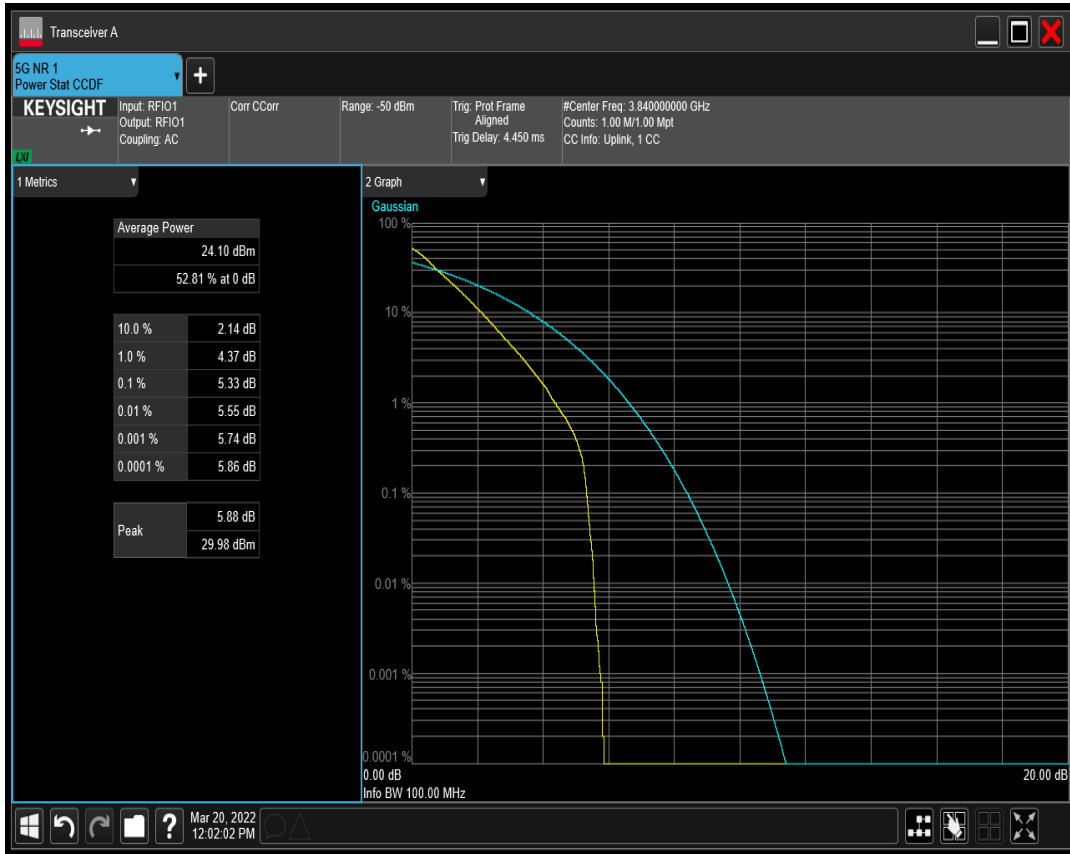 Transceiver A
5G NR 1
Power Stat CCDF
+
KEYSIGHT
LXI
Input: RFIO1
Output: RFIO1
Coupling: AC
Corr CCorr
Range: -50 dBm
Trig: Prot Frame
Aligned
Trig Delay: 4.450 ms
#Center Freq: 3.840000000 GHz
Counts: 1.00 M/1.00 Mpt
CC Info: Uplink, 1 CC
1 Metrics
Average Power
24.10 dBm
52.81 % at 0 dB
10.0 % 2.14 dB
1.0 % 4.37 dB
0.1 % 5.33 dB
0.01 % 5.55 dB
0.001 % 5.74 dB
0.0001 % 5.86 dB
Peak
5.88 dB
29.98 dBm
2 Graph
Gaussian
100 %
10 %
1 %
0.1 %
0.01 %
0.001 %
0.0001 %
0.00 dB 20.00 dB
Info BW 100.00 MHz
?
Mar 20, 2022
12:02:02 PM